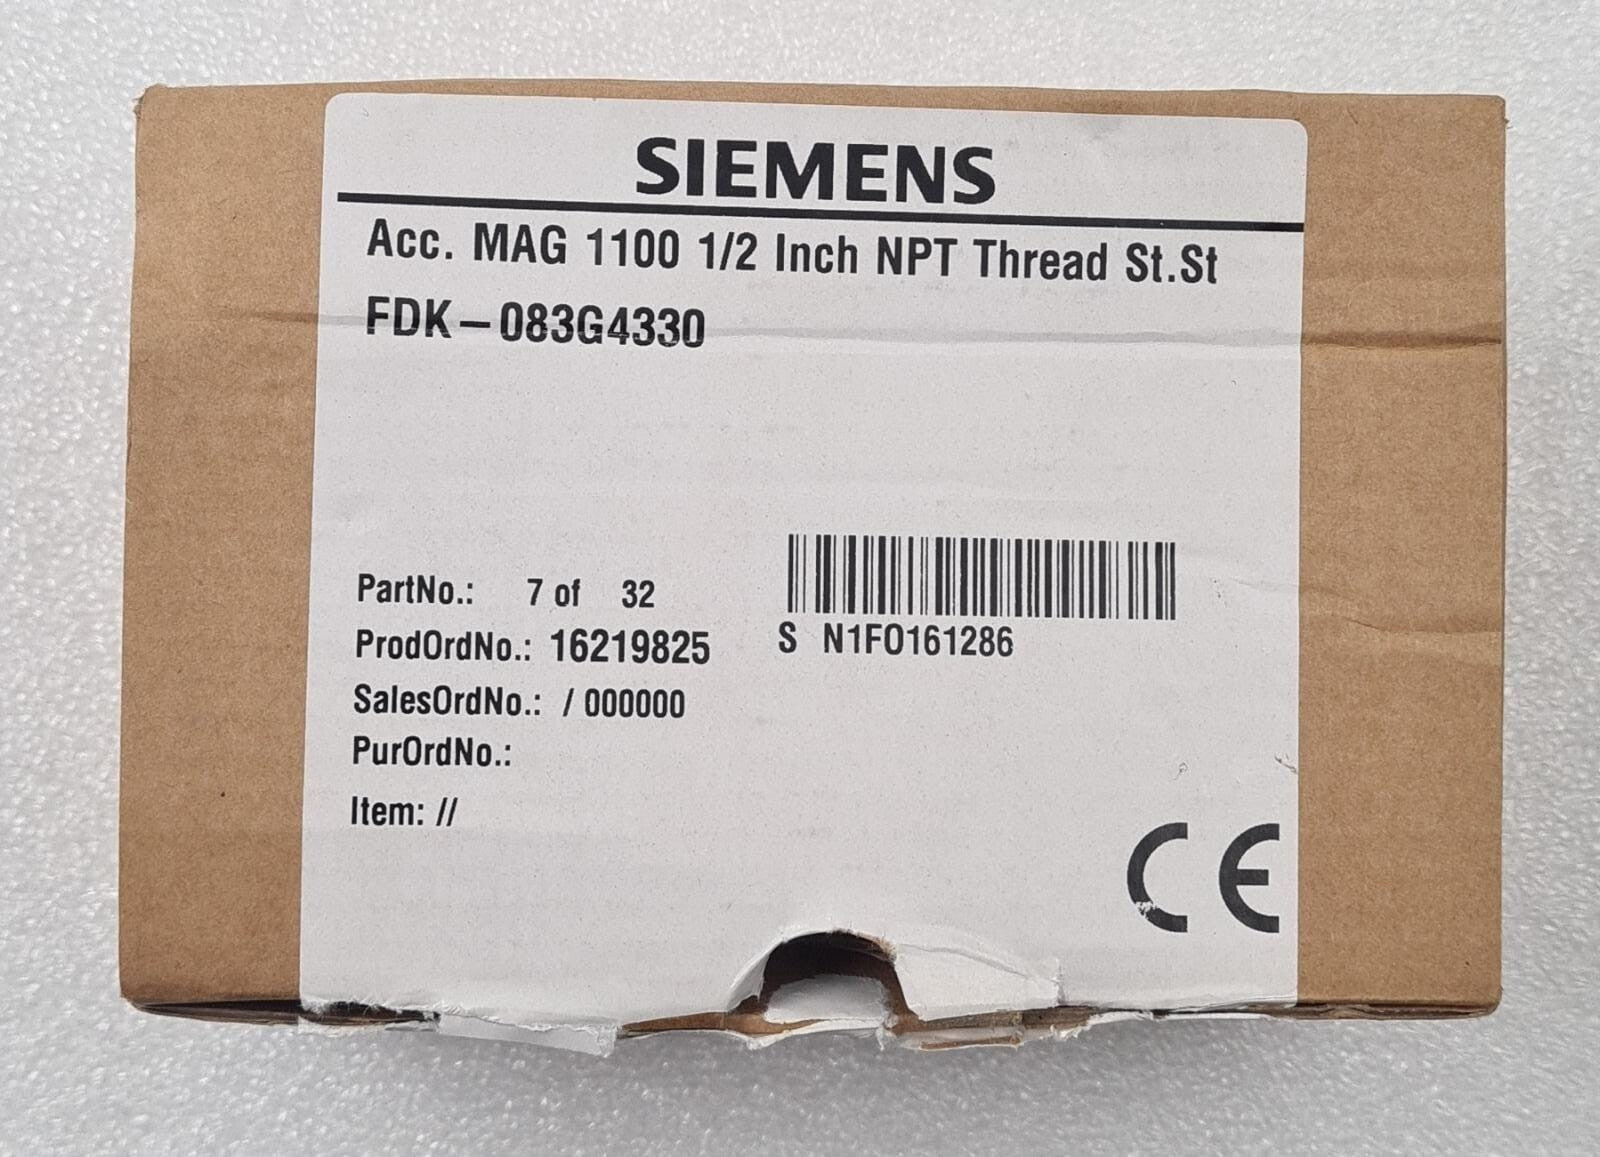 SIEMENS
Acc. MAG 1100 1/2 Inch NPT Thread St.St
FDK-083G4330
PartNo.: 7 of 32
ProdOrdNo.: 16219825
SalesOrdNo.: / 000000
PurOrdNo.:
Item: //
S N1FO161286
CE